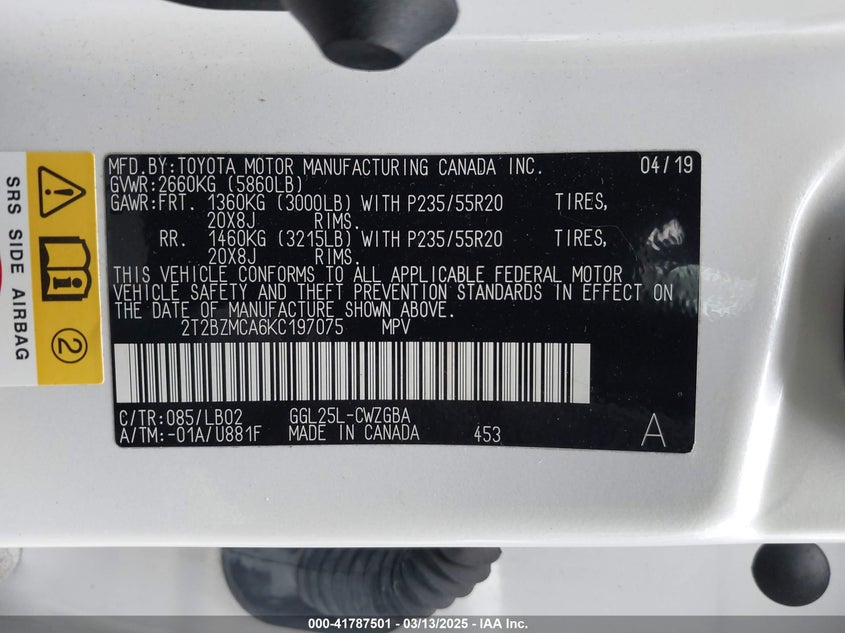 MFD.BY:TOYOTA MOTOR MANUFACTURING CANADA INC. 04/19
GVWR:2660KG (5860LB)
GAWR:FRT. 1360KG (3000LB) WITH P235/55R20 TIRES,
20X8J RIMS.
RR. 1460KG (3215LB) WITH P235/55R20 TIRES,
20X8J RIMS.
THIS VEHICLE CONFORMS TO ALL APPLICABLE FEDERAL MOTOR
VEHICLE SAFETY AND THEFT PREVENTION STANDARDS IN EFFECT ON
THE DATE OF MANUFACTURE SHOWN ABOVE.
2T2BZMCA6KC197075 MPV
C/TR:085/LB02 GGL25L-CWZGBA
A/TM:-01A/U881F MADE IN CANADA 453 A
SRS SIDE AIRBAG
2
000-41787501 - 03/13/2025 - IAA Inc.